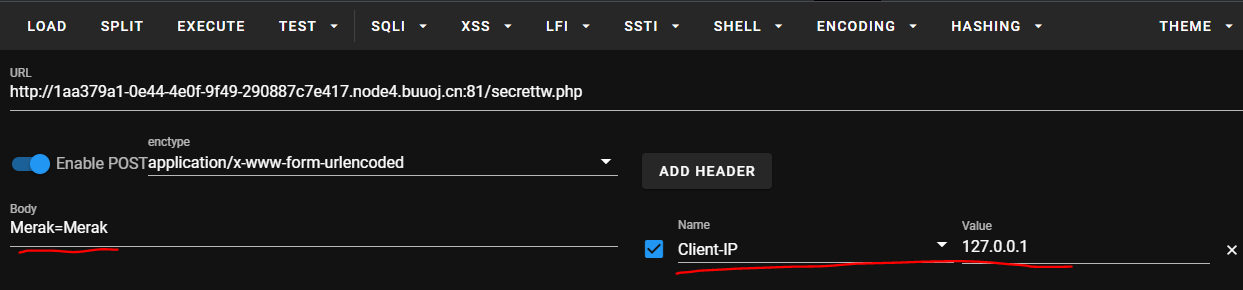 LOAD SPLIT EXECUTE TEST SQLI XSS LFI SSTI SHELL ENCODING HASHING THEME
URL
http://1aa379a1-0e44-4e0f-9f49-290887c7e417.node4.buuoj.cn:81/secrettw.php
enctype
Enable POST application/x-www-form-urlencoded
ADD HEADER
Body
Merak=Merak
Name Value
Client-IP 127.0.0.1